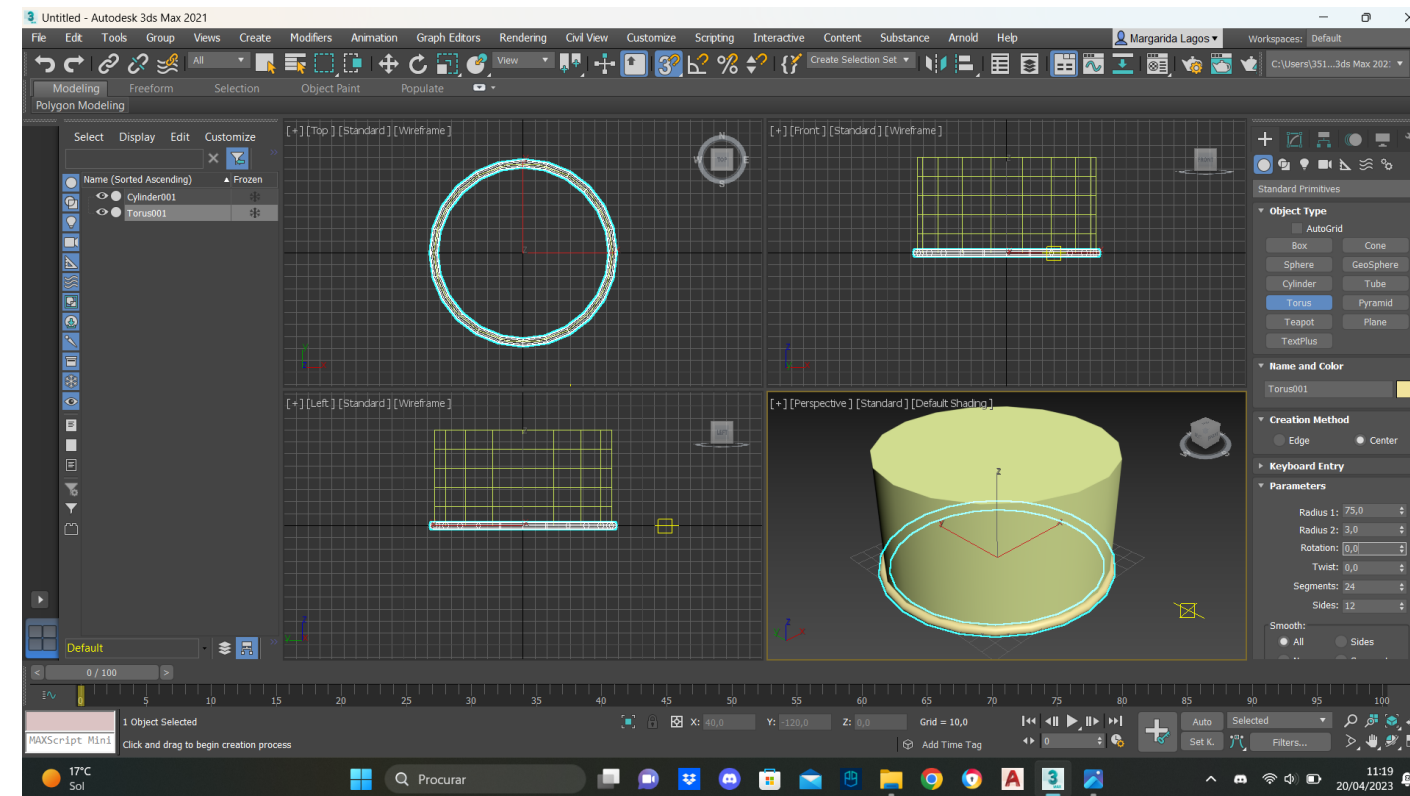 Untitled - Autodesk 3ds Max 2021
File Edit Tools Group Views Create Modifiers Animation Graph Editors Rendering Civil View Customize Scripting Interactive Content Substance Arnold Help Margarida Lagos Workspaces: Default
All View Create Selection Set C:\Users\351...3ds Max 202:
Modeling Freeform Selection Object Paint Populate
Polygon Modeling
Select Display Edit Customize
Name (Sorted Ascending) Frozen
Cylinder001
Torus001
Default
[+] [Top ] [Standard ] [Wireframe ]
N
W TOP E
S
[+] [Front ] [Standard ] [Wireframe ]
FRONT
[+] [Left ] [Standard ] [Wireframe ]
LEFT
[+] [Perspective ] [Standard ] [Default Shading ]
z
y x
Standard Primitives
Object Type
AutoGrid
Box Cone
Sphere GeoSphere
Cylinder Tube
Torus Pyramid
Teapot Plane
TextPlus
Name and Color
Torus001
Creation Method
Edge Center
Keyboard Entry
Parameters
Radius 1: 75,0
Radius 2: 3,0
Rotation: 0,0
Twist: 0,0
Segments: 24
Sides: 12
Smooth:
All Sides
< 0 / 100 >
0 5 10 15 20 25 30 35 40 45 50 55 60 65 70 75 80 85 90 95 100
1 Object Selected X: 40,0 Y: -120,0 Z: 0,0 Grid = 10,0 Auto Selected
MAXScript Mini Click and drag to begin creation process Add Time Tag 0 Set K. Filters...
17°C
Sol
Procurar
11:19
20/04/2023